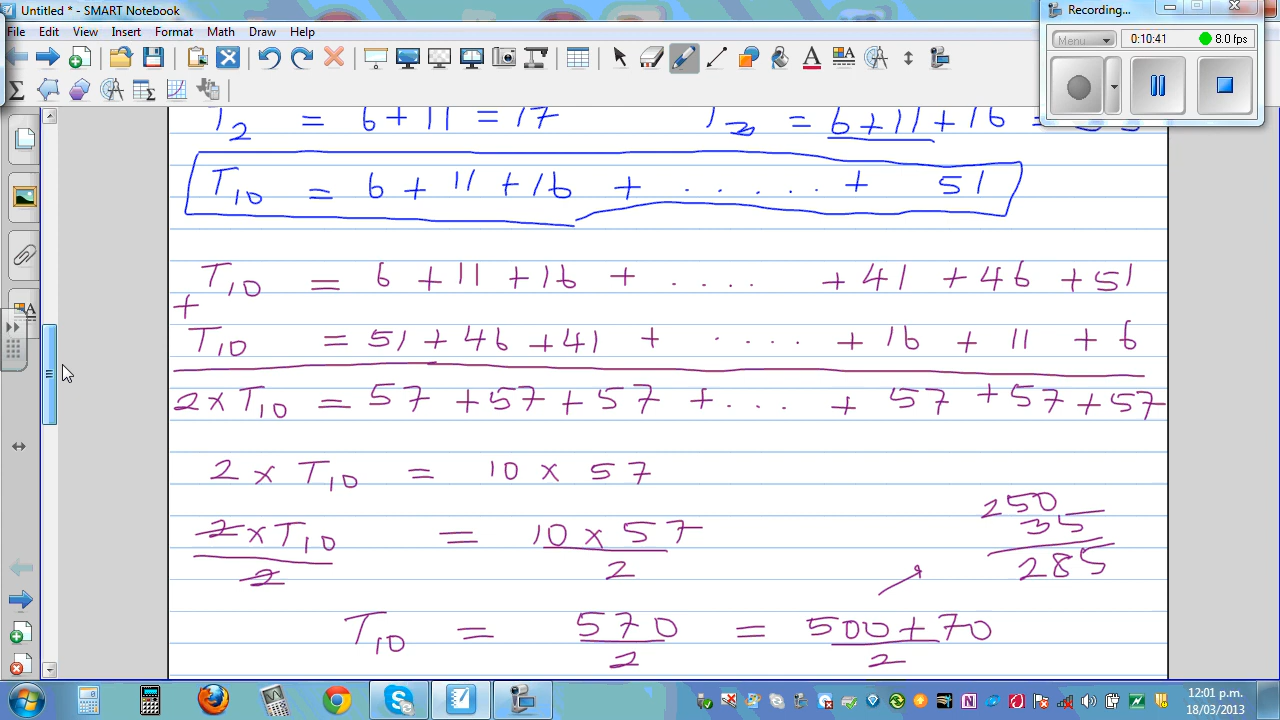 Untitled * - SMART Notebook
Recording...
File Edit View Insert Format Math Draw Help
Menu 0:10:41 8.0 fps
T2 = 6 + 11 = 17
= 6 + 11 + 16 =
T10 = 6 + 11 + 16 + ...... + 51
T10 = 6 + 11 + 16 + .... + 41 + 46 + 51
+
T10 = 51 + 46 + 41 + ..... + 16 + 11 + 6
2 x T10 = 57 + 57 + 57 + ... + 57 + 57 + 57
2 x T10 = 10 x 57
250
35
285
2 x T10 / 2 = 10 x 57 / 2
T10 = 570 / 2 = 500 + 70 / 2
12:01 p.m.
18/03/2013